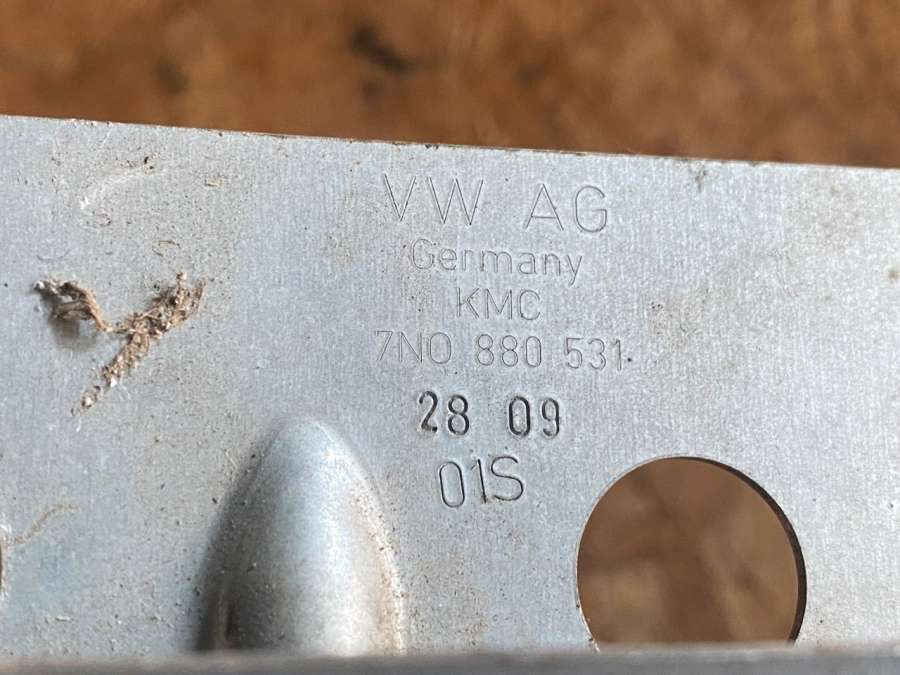 VW AG
Germany
KMC
7N0 880 531
28 09
01S